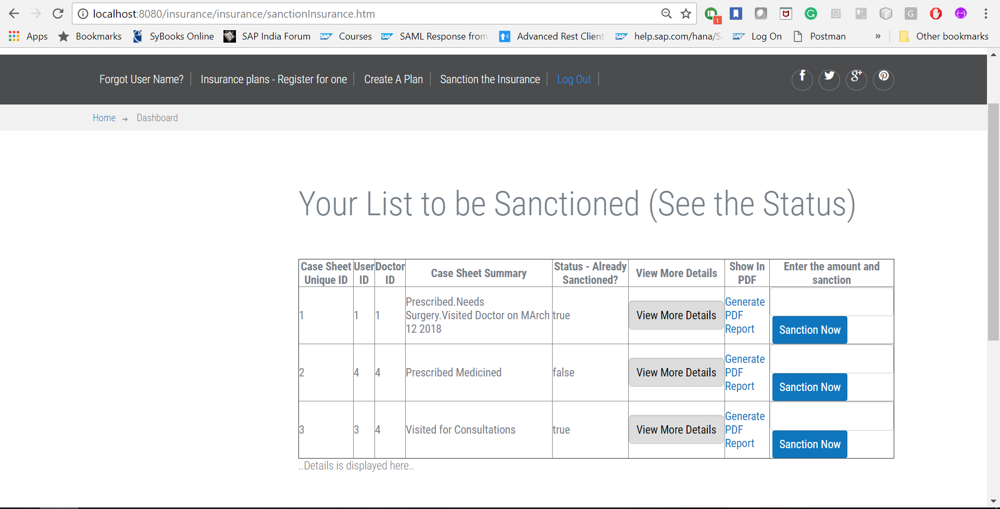 localhost:8080/insurance/insurance/sanctionInsurance.htm
1
G
Apps Bookmarks SyBooks Online SAP India Forum Courses SAML Response from Advanced Rest Client help.sap.com/hana/S Log On Postman » Other bookmarks
Forgot User Name? Insurance plans - Register for one Create A Plan Sanction the Insurance Log Out
Home → Dashboard
Your List to be Sanctioned (See the Status)
Case Sheet Unique ID User ID Doctor ID Case Sheet Summary Status - Already Sanctioned? View More Details Show In PDF Enter the amount and sanction
1 1 1 Prescribed.Needs Surgery.Visited Doctor on MArch 12 2018 true View More Details Generate PDF Report Sanction Now
2 4 4 Prescribed Medicined false View More Details Generate PDF Report Sanction Now
3 3 4 Visited for Consultations true View More Details Generate PDF Report Sanction Now
..Details is displayed here..